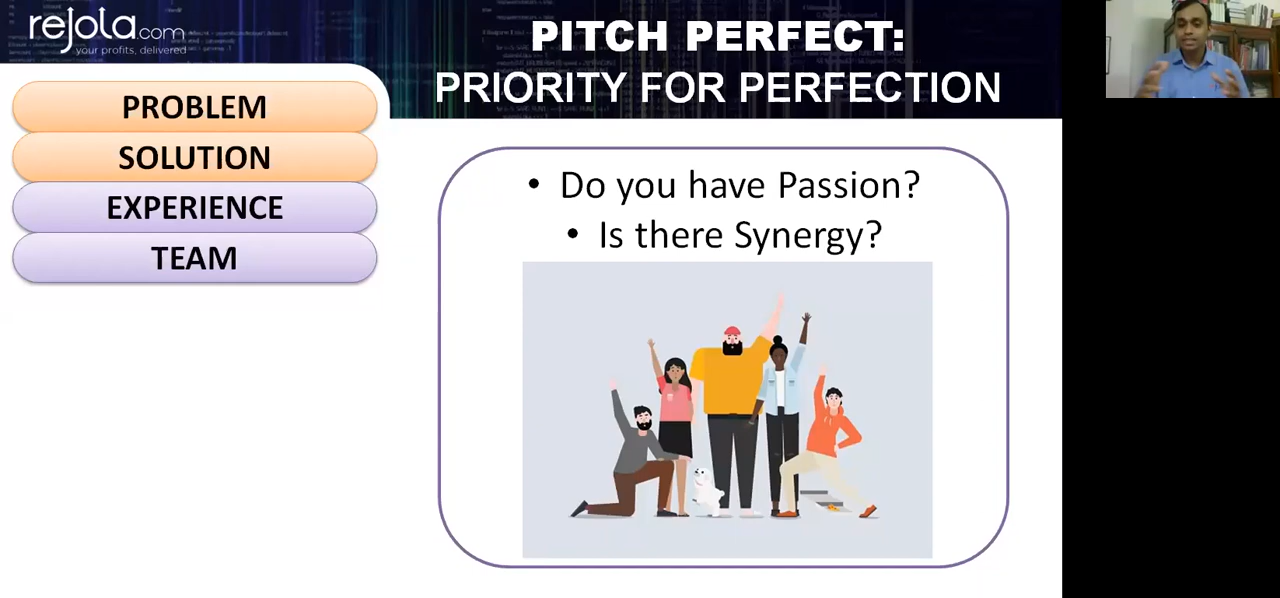 rejola.com
your profits, delivered
PITCH PERFECT:
PRIORITY FOR PERFECTION
PROBLEM
SOLUTION
EXPERIENCE
TEAM
• Do you have Passion?
• Is there Synergy?